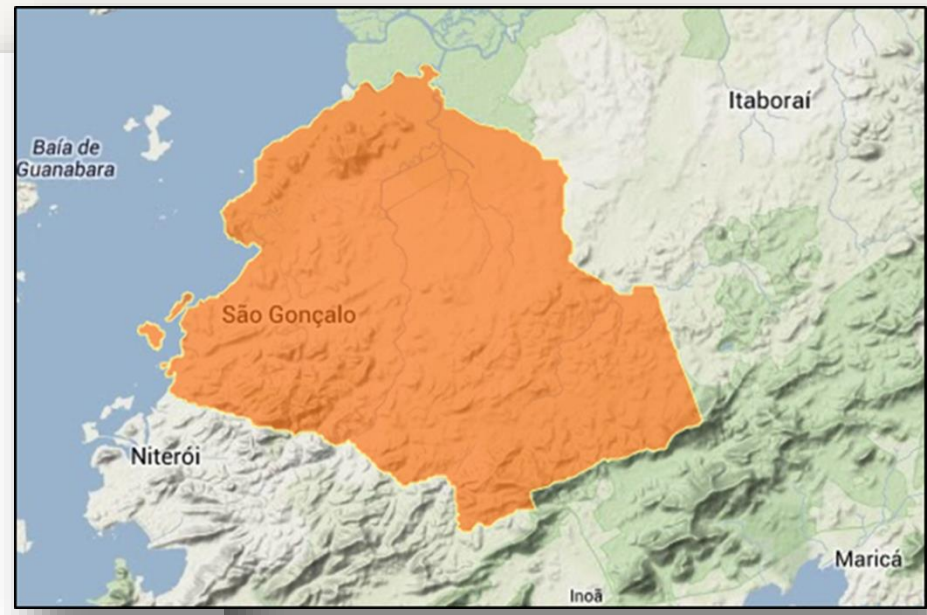 Itaboraí
Baía de
Guanabara
São Gonçalo
Niterói
Maricá
Inoã